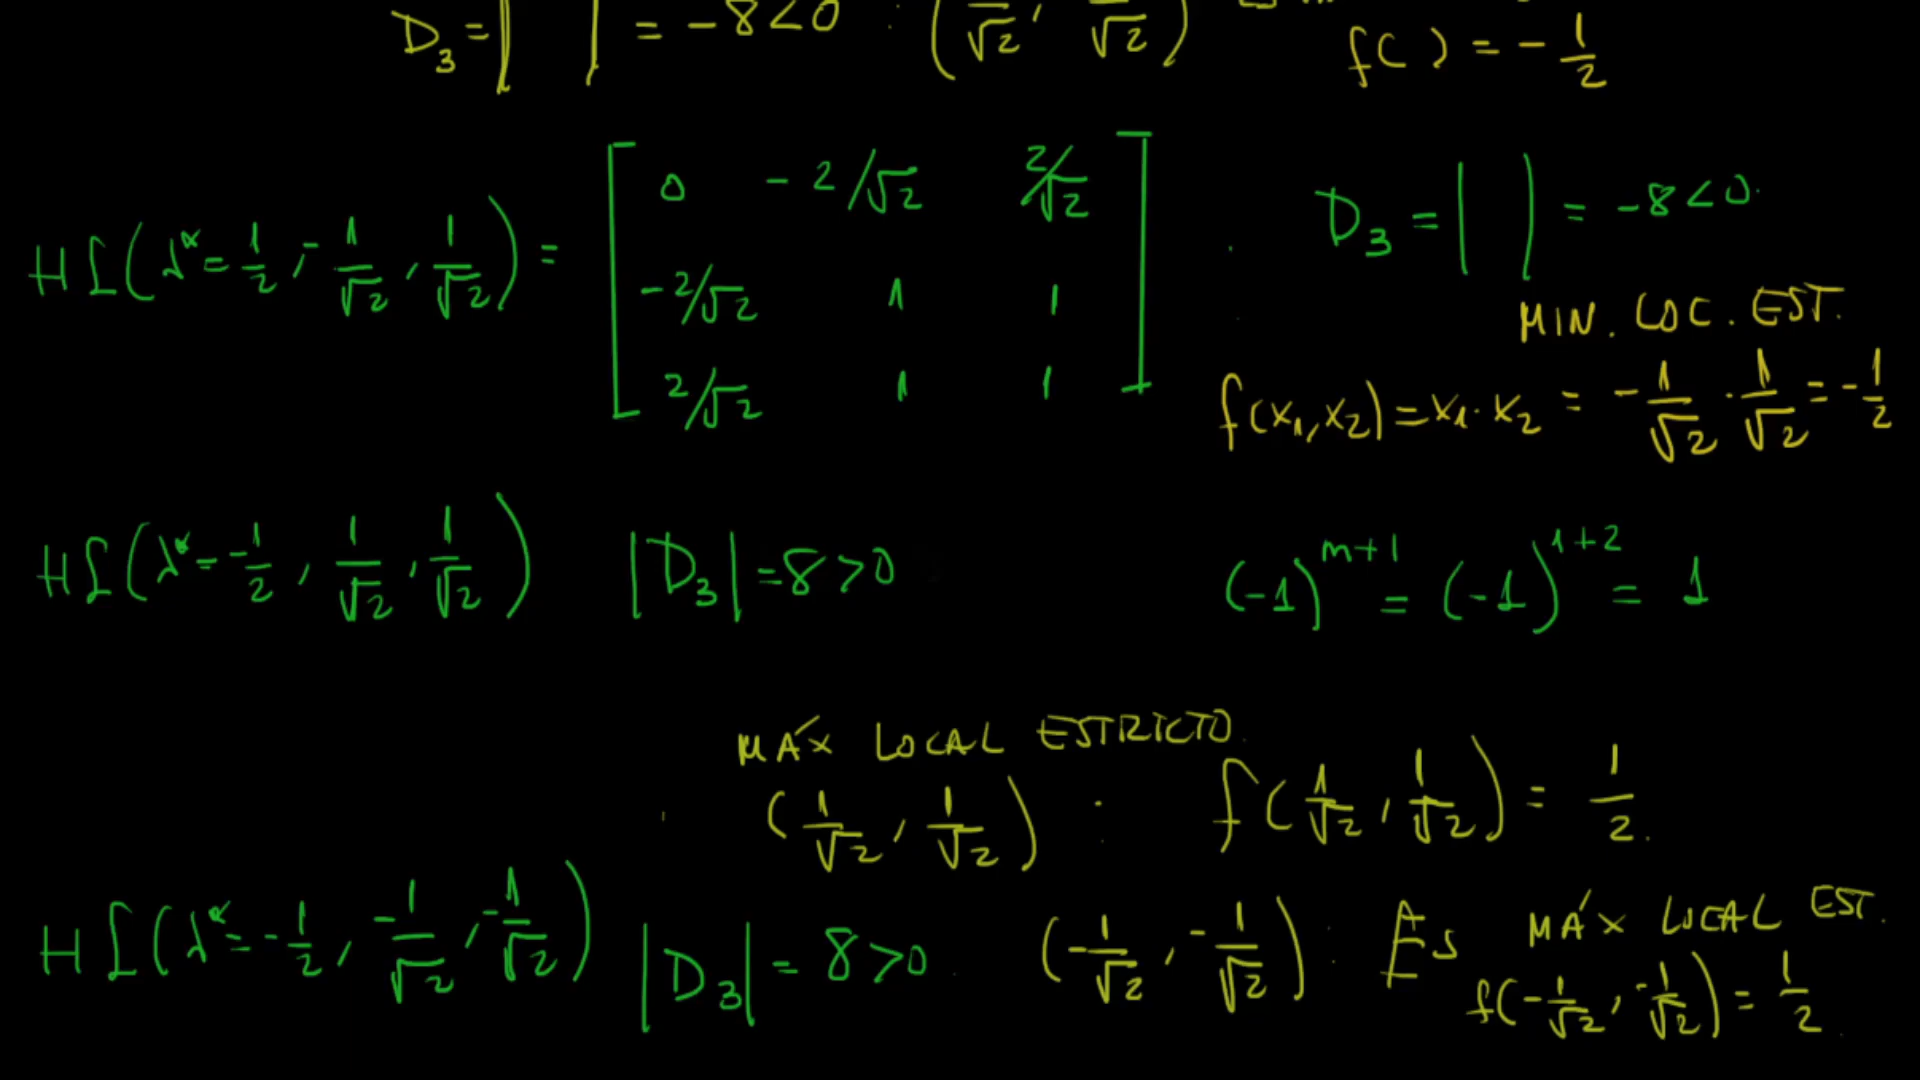 D₃ = | | = -8 < 0 : ( /√2, /√2)
f( ) = -1/2
HL(λ* = 1/2, -1/√2, 1/√2) = [0 -2/√2 2/√2
-2/√2 1 1
2/√2 1 1] . D₃ = | | = -8 < 0.
MIN. LOC. EST.
f(x₁, x₂) = x₁ · x₂ = -1/√2 · 1/√2 = -1/2
HL(λ* = -1/2, 1/√2, 1/√2) |D₃| = 8 > 0 (-1)^(m+1) = (-1)^(1+2) = 1
MÁX LOCAL ESTRICTO.
(1/√2, 1/√2) : f(1/√2, 1/√2) = 1/2.
HL(λ* = -1/2, -1/√2, -1/√2) |D₃| = 8 > 0. (-1/√2, -1/√2) : Es MÁX LOCAL EST.
f(-1/√2, -1/√2) = 1/2.